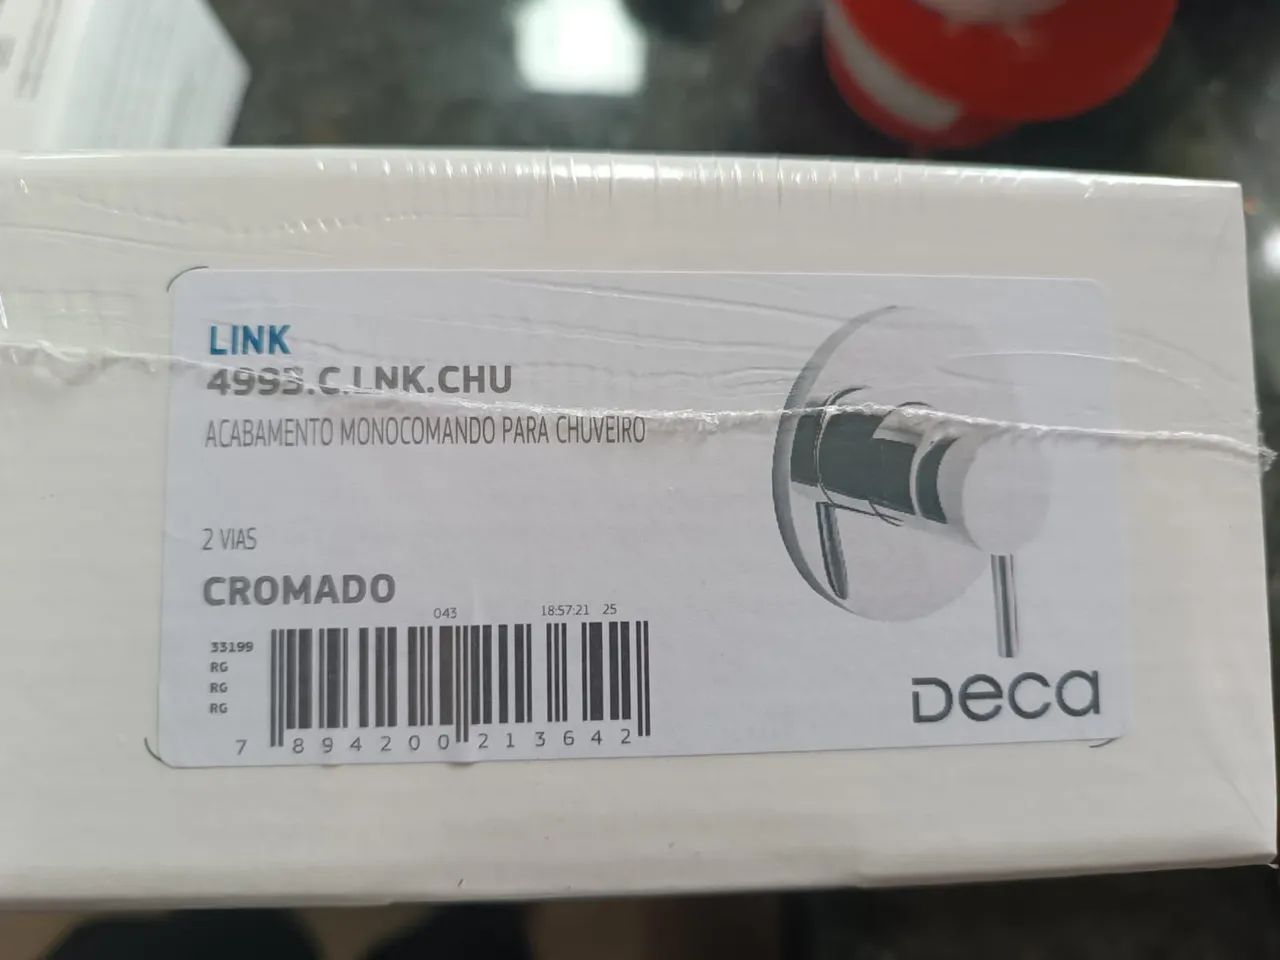 LINK
4993.C.LNK.CHU
ACABAMENTO MONOCOMANDO PARA CHUVEIRO
2 VIAS
CROMADO
043 18:57:21 25
33199
RG
RG
RG
7 894200 213642
Deca